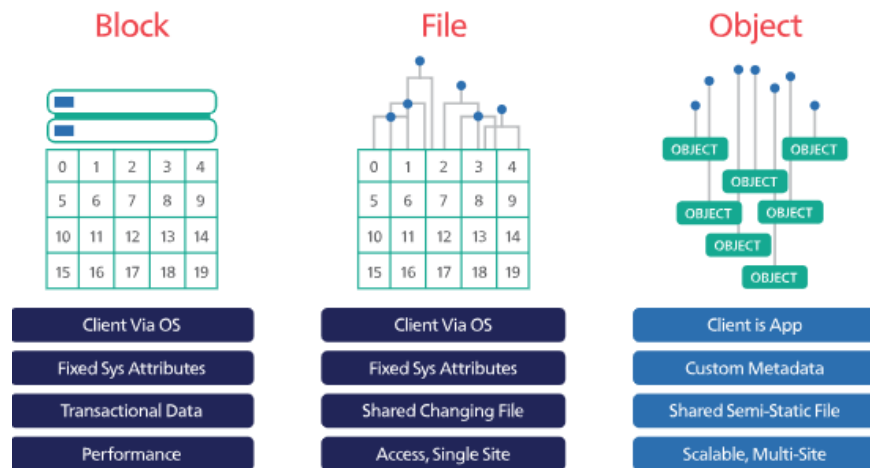 Block File Object
0 1 2 3 4
5 6 7 8 9
10 11 12 13 14
15 16 17 18 19
0 1 2 3 4
5 6 7 8 9
10 11 12 13 14
15 16 17 18 19
OBJECT OBJECT
OBJECT
OBJECT OBJECT
OBJECT
OBJECT
Client Via OS Client Via OS Client is App
Fixed Sys Attributes Fixed Sys Attributes Custom Metadata
Transactional Data Shared Changing File Shared Semi-Static File
Performance Access, Single Site Scalable, Multi-Site